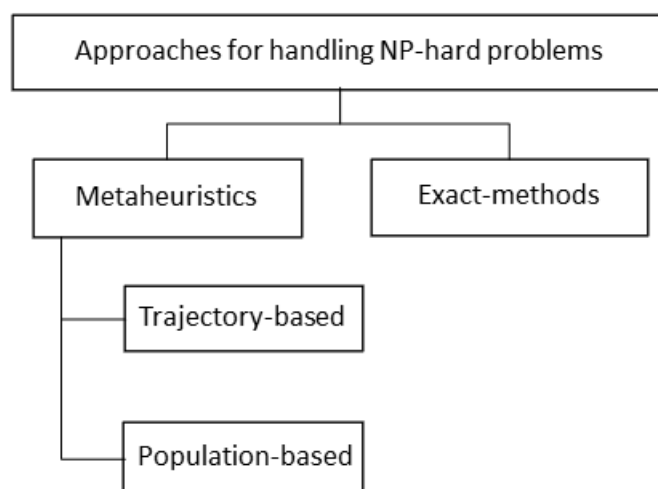 Approaches for handling NP-hard problems
Metaheuristics
Exact-methods
Trajectory-based
Population-based